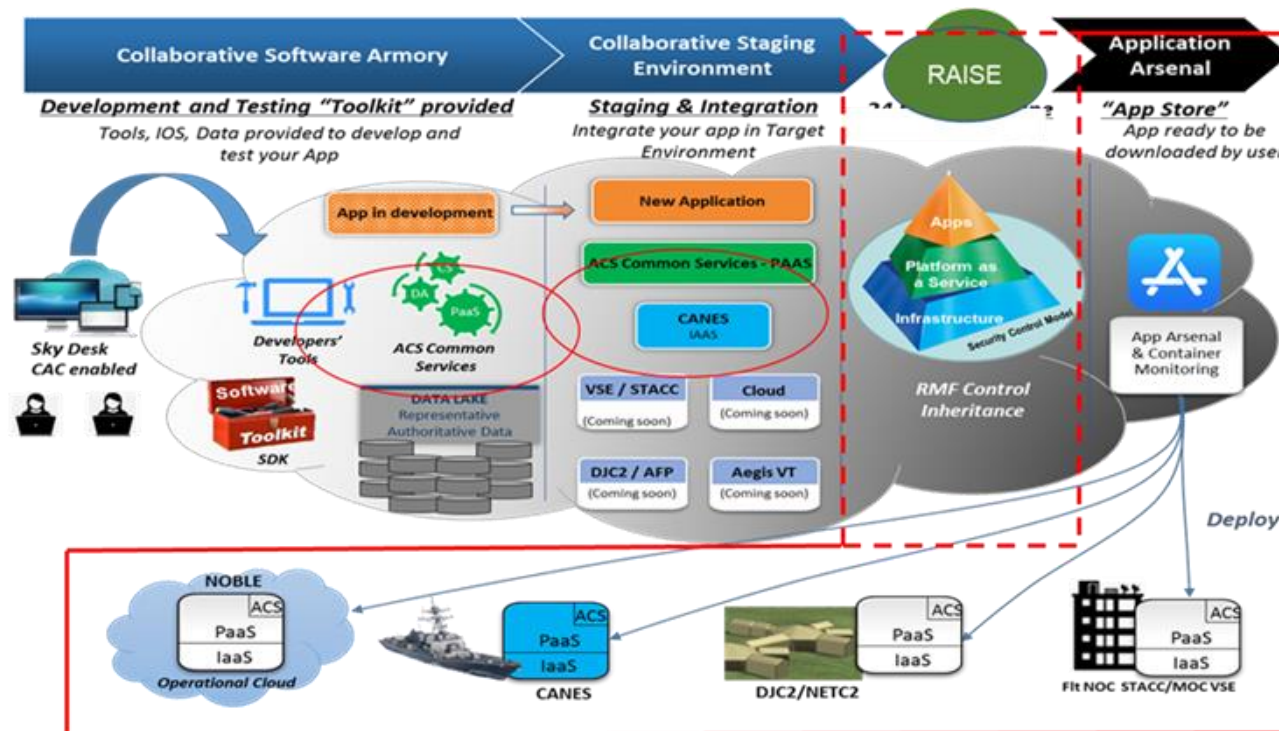 Collaborative Software Armory
Collaborative Staging
Environment
RAISE
Application
Arsenal
Development and Testing “Toolkit” provided
Tools, IOS, Data provided to develop and
test your App
Staging & Integration
Integrate your app in Target
Environment
“App Store”
App ready to be
downloaded by user
App in development
New Application
ACS Common Services - PAAS
CANES
IAAS
DA
PaaS
Developers’
Tools
ACS Common
Services
Sky Desk
CAC enabled
Software
Toolkit
SDK
DATA LAKE
Representative
Authoritative Data
VSE / STACC
(Coming soon)
Cloud
(Coming soon)
DJC2 / AFP
(Coming soon)
Aegis VT
(Coming soon)
Apps
Platform as
a Service
Infrastructure
Security Control Model
RMF Control
Inheritance
App Arsenal
& Container
Monitoring
Deploy
NOBLE
ACS
PaaS
IaaS
Operational Cloud
ACS
PaaS
IaaS
CANES
ACS
PaaS
IaaS
DJC2/NETC2
ACS
PaaS
IaaS
Flt NOC STACC/MOC VSE